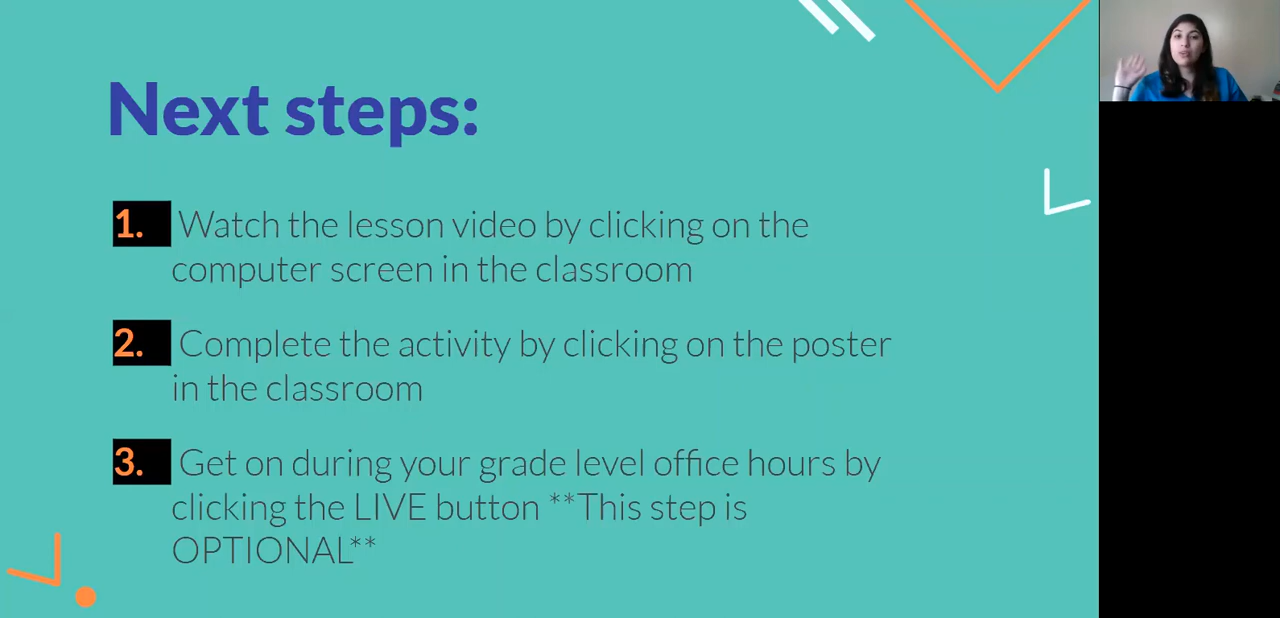 Next steps:
1. Watch the lesson video by clicking on the
computer screen in the classroom
2. Complete the activity by clicking on the poster
in the classroom
3. Get on during your grade level office hours by
clicking the LIVE button **This step is
OPTIONAL**